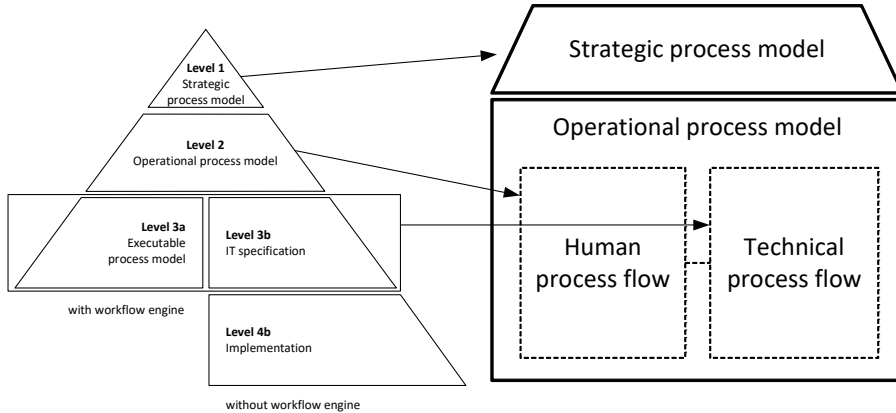 Level 1
Strategic
process model
Level 2
Operational process model
Level 3a
Executable
process model
Level 3b
IT specification
with workflow engine
Level 4b
Implementation
without workflow engine
Strategic process model
Operational process model
Human
process flow
Technical
process flow